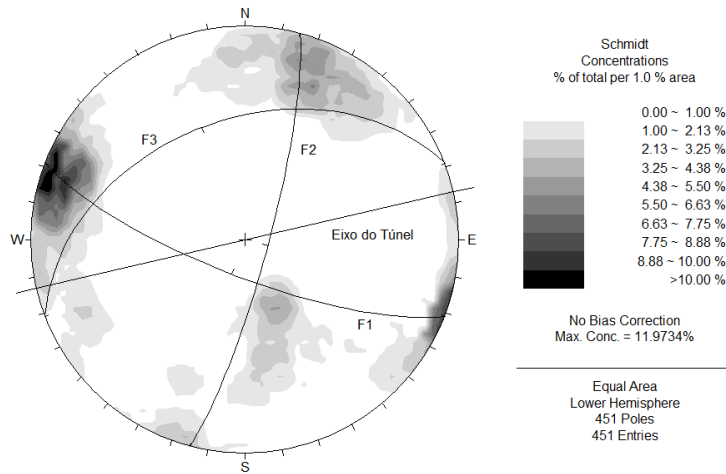 N
F3
F2
W
Eixo do Túnel
E
F1
S
Schmidt
Concentrations
% of total per 1.0 % area
0.00 ~ 1.00 %
1.00 ~ 2.13 %
2.13 ~ 3.25 %
3.25 ~ 4.38 %
4.38 ~ 5.50 %
5.50 ~ 6.63 %
6.63 ~ 7.75 %
7.75 ~ 8.88 %
8.88 ~ 10.00 %
>10.00 %
No Bias Correction
Max. Conc. = 11.9734%
Equal Area
Lower Hemisphere
451 Poles
451 Entries